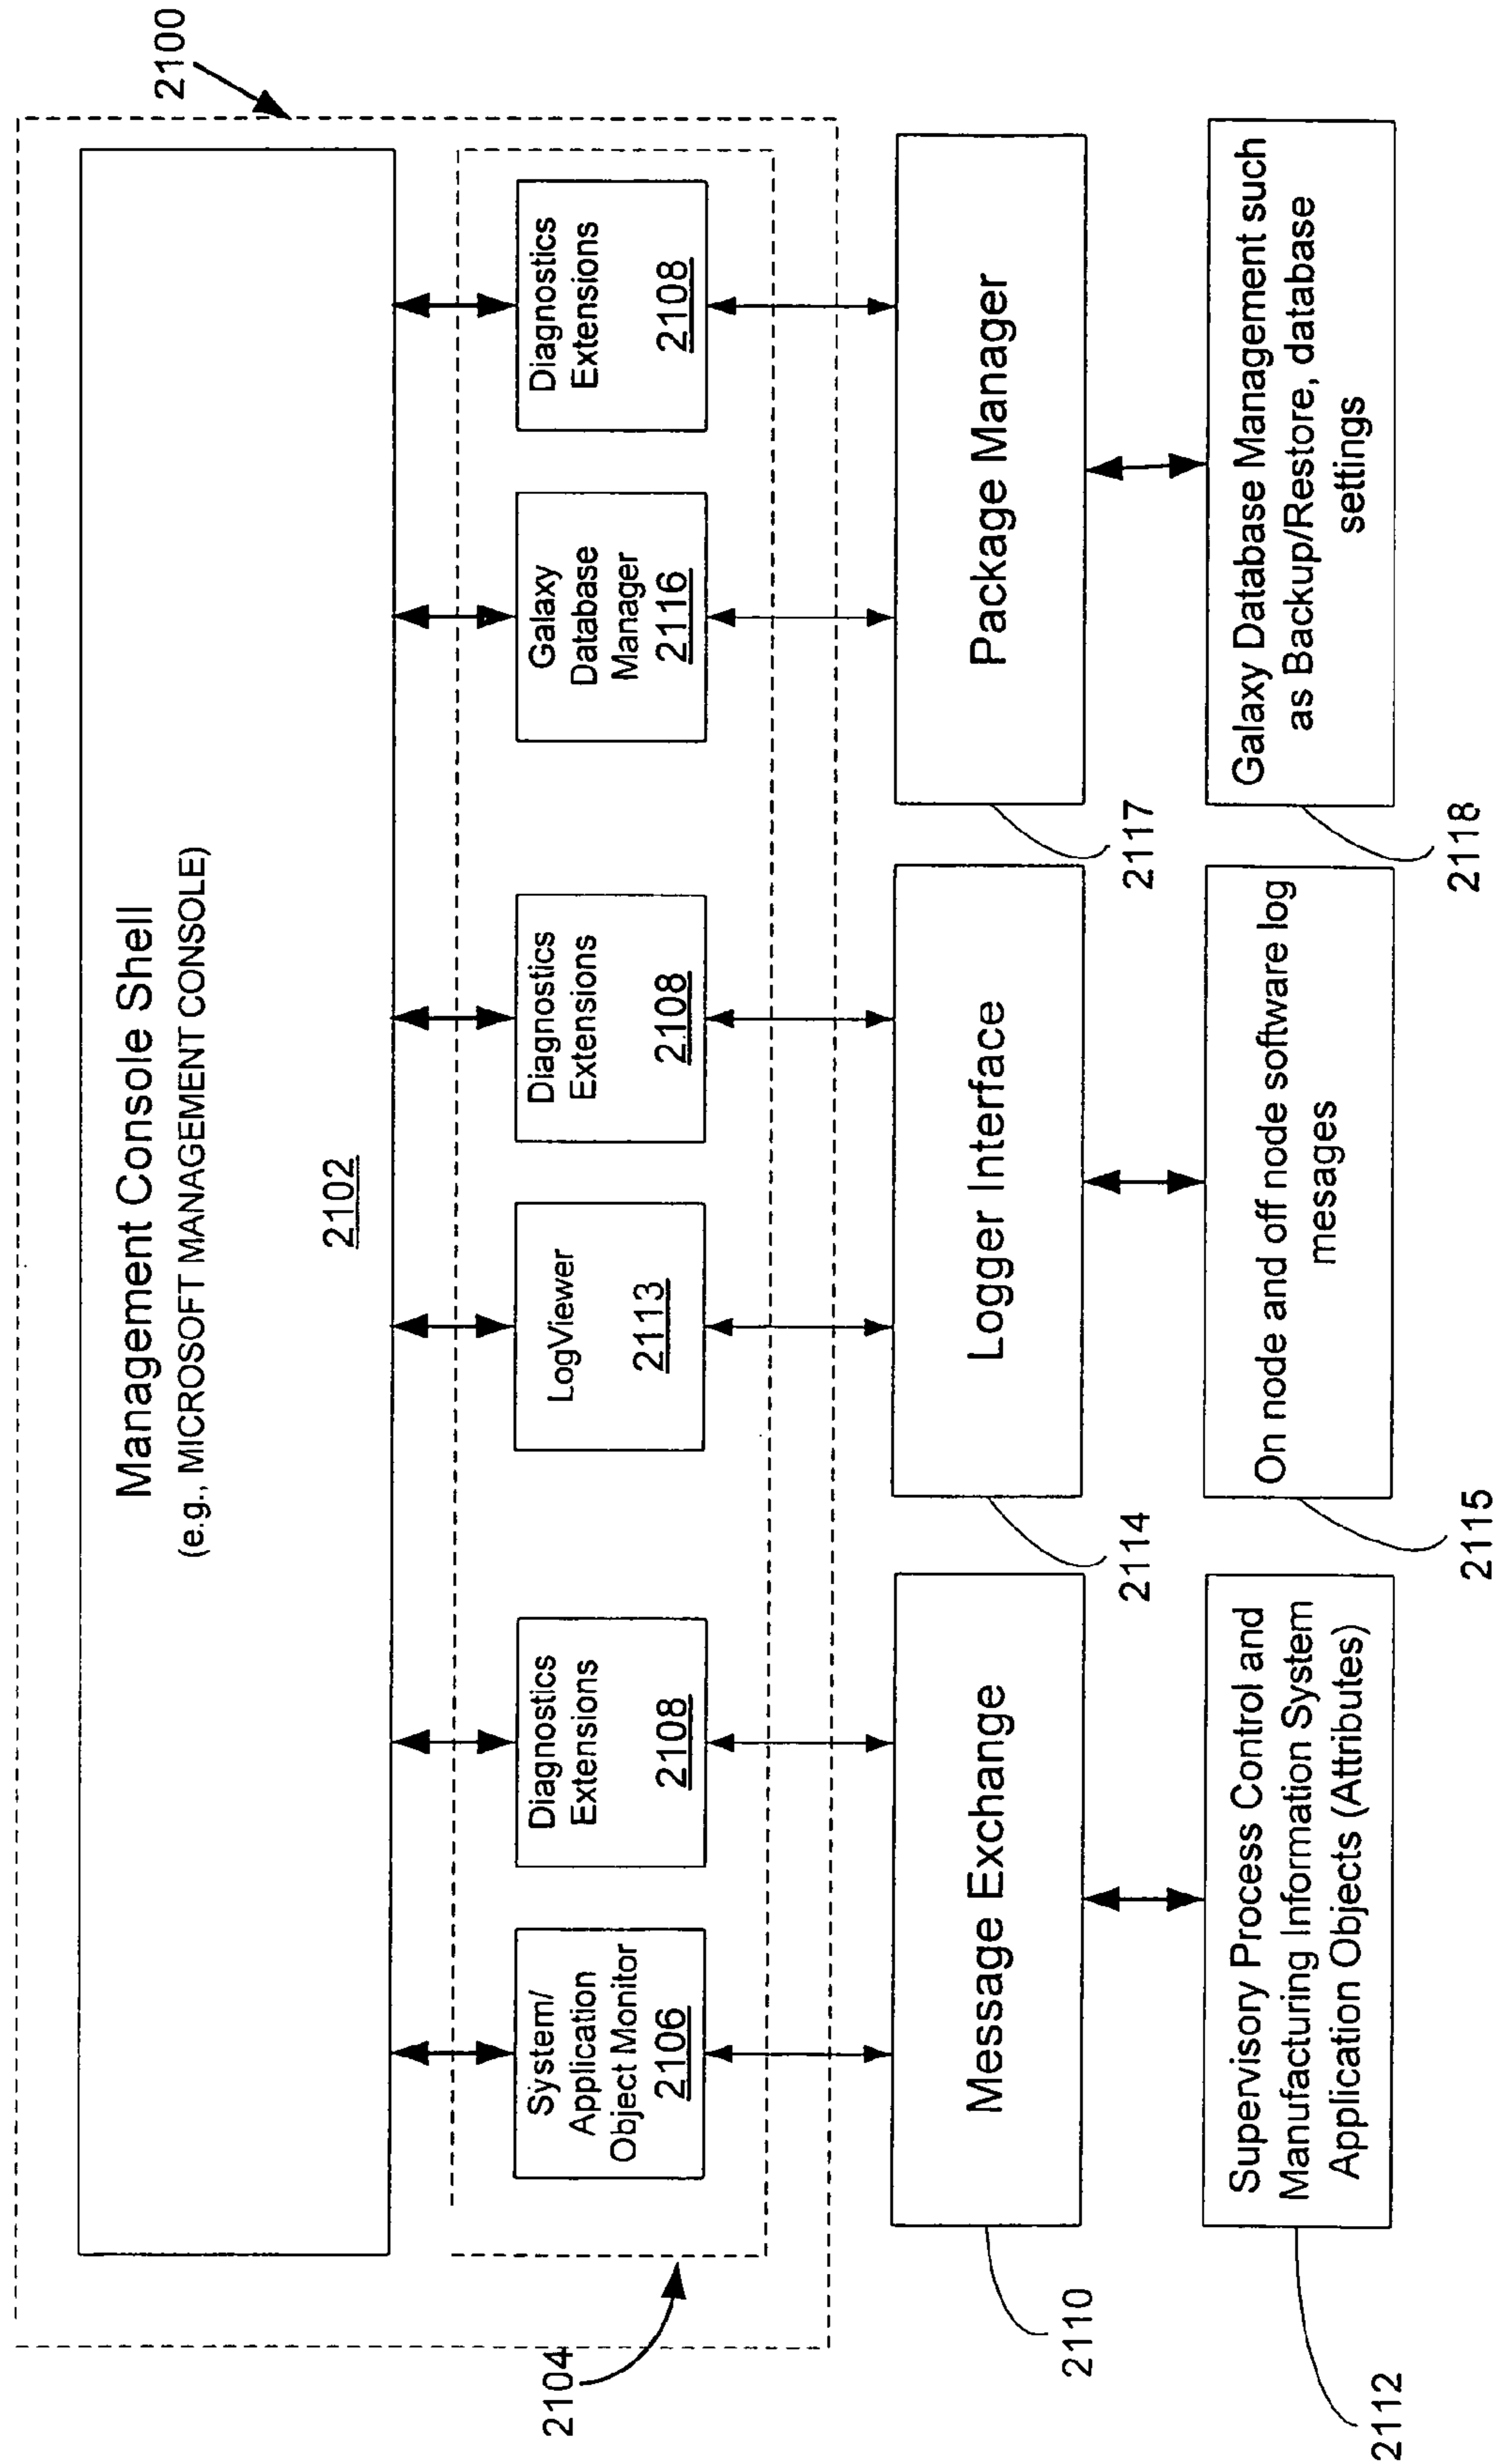 2100
Management Console Shell
(e.g., MICROSOFT MANAGEMENT CONSOLE)
2102
2104
System/
Application
Object Monitor
2106
Diagnostics
Extensions
2108
LogViewer
2113
Diagnostics
Extensions
2108
Galaxy
Database
Manager
2116
Diagnostics
Extensions
2108
Message Exchange
2110
Logger Interface
2114
Package Manager
2117
Supervisory Process Control and
Manufacturing Information System
Application Objects (Attributes)
2112
On node and off node software log
mesages
2115
Galaxy Database Management such
as Backup/Restore, database
settings
2118